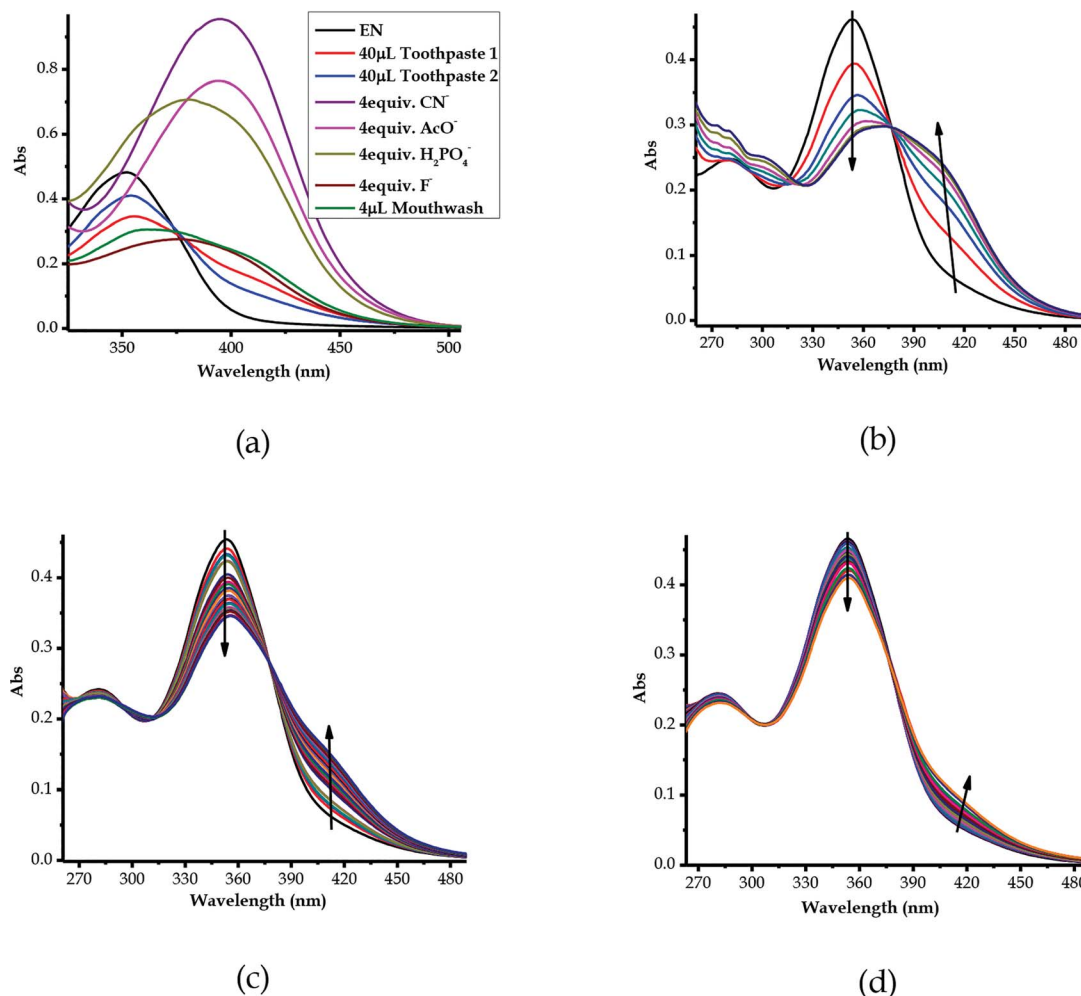 EN
40μL Toothpaste 1
40μL Toothpaste 2
4equiv. CN⁻
4equiv. AcO⁻
4equiv. H₂PO₄⁻
4equiv. F⁻
4μL Mouthwash
Abs
0.8
0.6
0.4
0.2
0.0
350
400
450
500
Wavelength (nm)
(a)
Abs
0.4
0.3
0.2
0.1
0.0
270
300
330
360
390
420
450
480
Wavelength (nm)
(b)
Abs
0.4
0.3
0.2
0.1
0.0
270
300
330
360
390
420
450
480
Wavelength (nm)
(c)
Abs
0.4
0.3
0.2
0.1
0.0
270
300
330
360
390
420
450
480
Wavelength (nm)
(d)